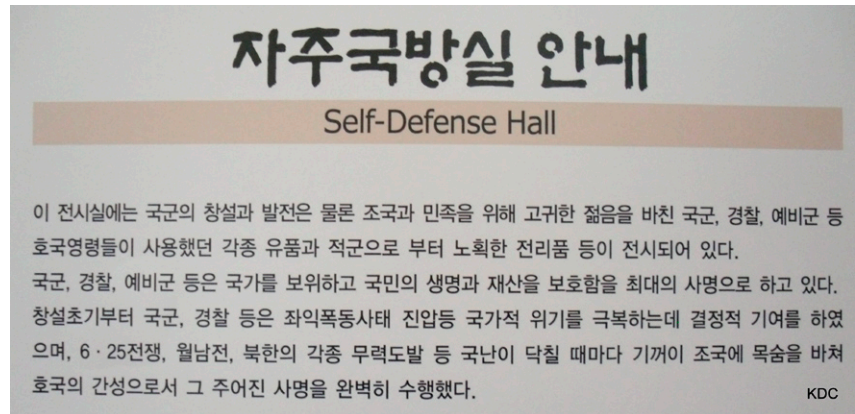 자주국방실 안내
Self-Defense Hall
이 전시실에는 국군의 창설과 발전은 물론 조국과 민족을 위해 고귀한 젊음을 바친 국군, 경찰, 예비군 등
호국영령들이 사용했던 각종 유품과 적군으로 부터 노획한 전리품 등이 전시되어 있다.
국군, 경찰, 예비군 등은 국가를 보위하고 국민의 생명과 재산을 보호함을 최대의 사명으로 하고 있다.
창설초기부터 국군, 경찰 등은 좌익폭동사태 진압등 국가적 위기를 극복하는데 결정적 기여를 하였
으며, 6·25전쟁, 월남전, 북한의 각종 무력도발 등 국난이 닥칠 때마다 기꺼이 조국에 목숨을 바쳐
호국의 간성으로서 그 주어진 사명을 완벽히 수행했다.
KDC